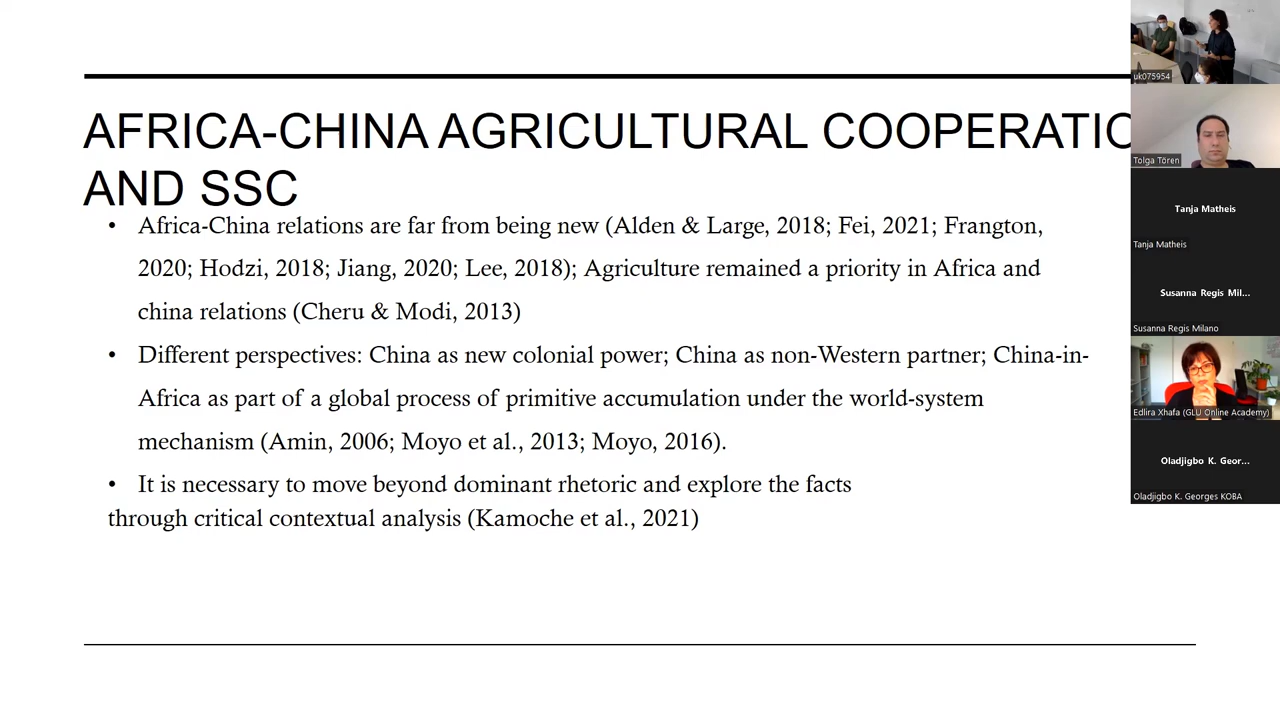 AFRICA-CHINA AGRICULTURAL COOPERATIO
AND SSC
• Africa-China relations are far from being new (Alden & Large, 2018; Fei, 2021; Frangton,
2020; Hodzi, 2018; Jiang, 2020; Lee, 2018); Agriculture remained a priority in Africa and
china relations (Cheru & Modi, 2013)
• Different perspectives: China as new colonial power; China as non-Western partner; China-in-
Africa as part of a global process of primitive accumulation under the world-system
mechanism (Amin, 2006; Moyo et al., 2013; Moyo, 2016).
• It is necessary to move beyond dominant rhetoric and explore the facts
through critical contextual analysis (Kamoche et al., 2021)
uk075954
Tolga Tören
Tanja Matheis
Tanja Matheis
Susanna Regis Mil...
Susanna Regis Milano
Edlira Xhafa (GLU Online Academy)
Oladjigbo K. Geor...
Oladjigbo K. Georges KOBA